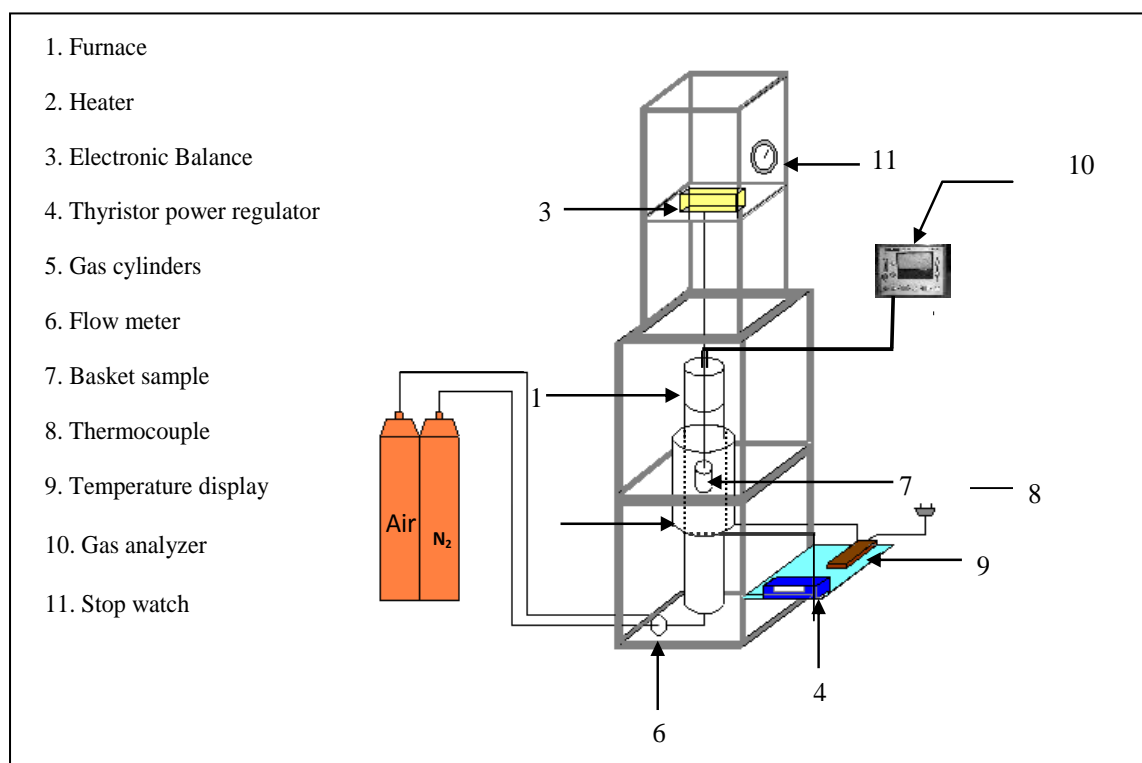 1. Furnace
2. Heater
3. Electronic Balance
4. Thyristor power regulator
5. Gas cylinders
6. Flow meter
7. Basket sample
8. Thermocouple
9. Temperature display
10. Gas analyzer
11. Stop watch
11
10
3
1
7
8
Air
N₂
9
4
6